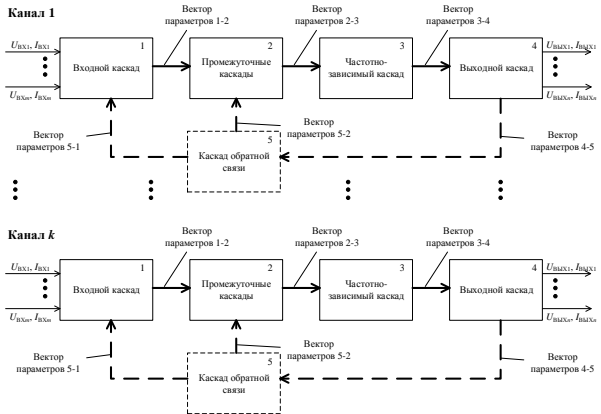 Канал 1
Вектор
параметров 1-2
Вектор
параметров 2-3
Вектор
параметров 3-4
UВХ1, IВХ1
UВХm, IВХm
1
Входной каскад
2
Промежуточные
каскады
3
Частотно-
зависимый каскад
4
Выходной каскад
UВЫХ1, IВЫХ1
UВЫХn, IВЫХn
Вектор
параметров 5-1
Вектор
параметров 5-2
5
Каскад обратной
связи
Вектор
параметров
4-5
Канал k
Вектор
параметров 1-2
Вектор
параметров 2-3
Вектор
параметров 3-4
UВХ1, IВХ1
UВХm, IВХm
1
Входной каскад
2
Промежуточные
каскады
3
Частотно-
зависимый каскад
4
Выходной каскад
UВЫХ1, IВЫХ1
UВЫХn, IВЫХn
Вектор
параметров
5-1
Вектор
параметров 5-2
5
Каскад обратной
связи
Вектор
параметров
4-5